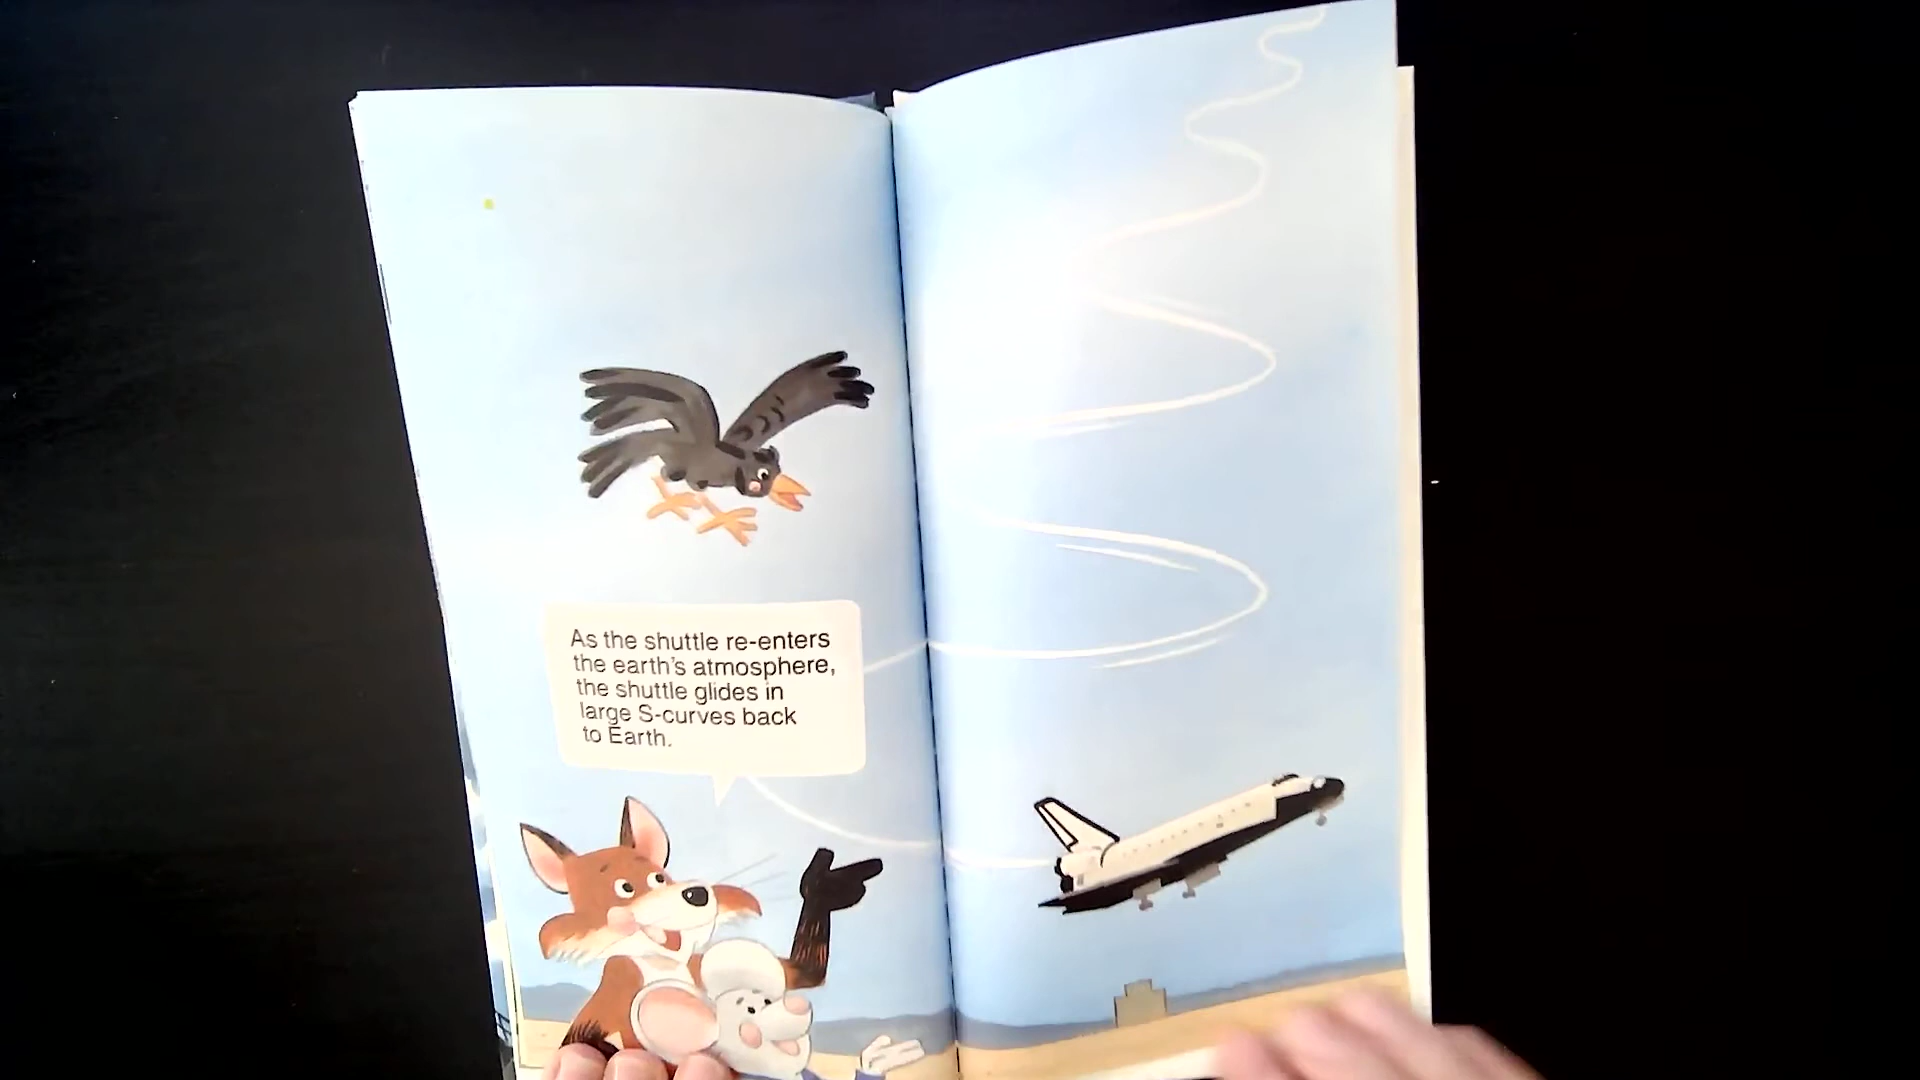 As the shuttle re-enters
the earth's atmosphere,
the shuttle glides in
large S-curves back
to Earth.